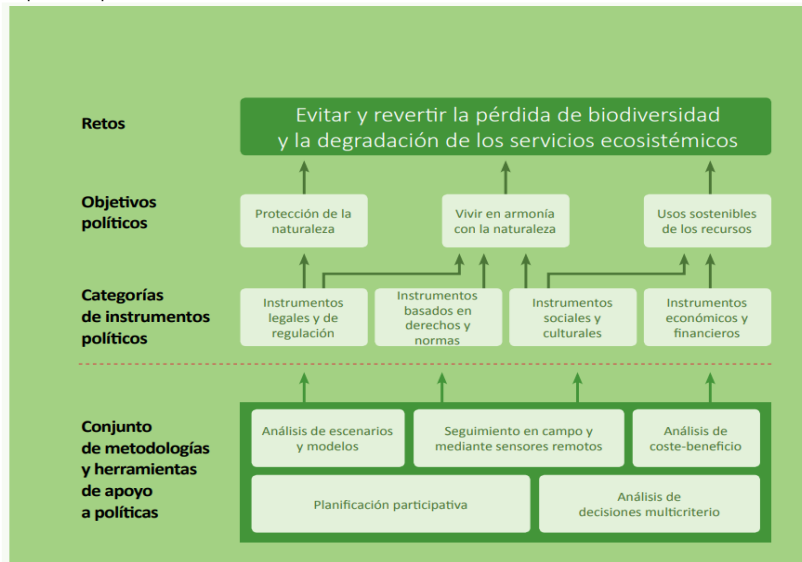 Retos
Evitar y revertir la pérdida de biodiversidad
y la degradación de los servicios ecosistémicos
Objetivos
políticos
Protección de la
naturaleza
Vivir en armonía
con la naturaleza
Usos sostenibles
de los recursos
Categorías
de instrumentos
políticos
Instrumentos
legales y de
regulación
Instrumentos
basados en
derechos y
normas
Instrumentos
sociales y
culturales
Instrumentos
económicos y
financieros
Conjunto
de metodologías
y herramientas
de apoyo
a políticas
Análisis de escenarios
y modelos
Seguimiento en campo y
mediante sensores remotos
Análisis de
coste-beneficio
Planificación participativa
Análisis de
decisiones multicriterio